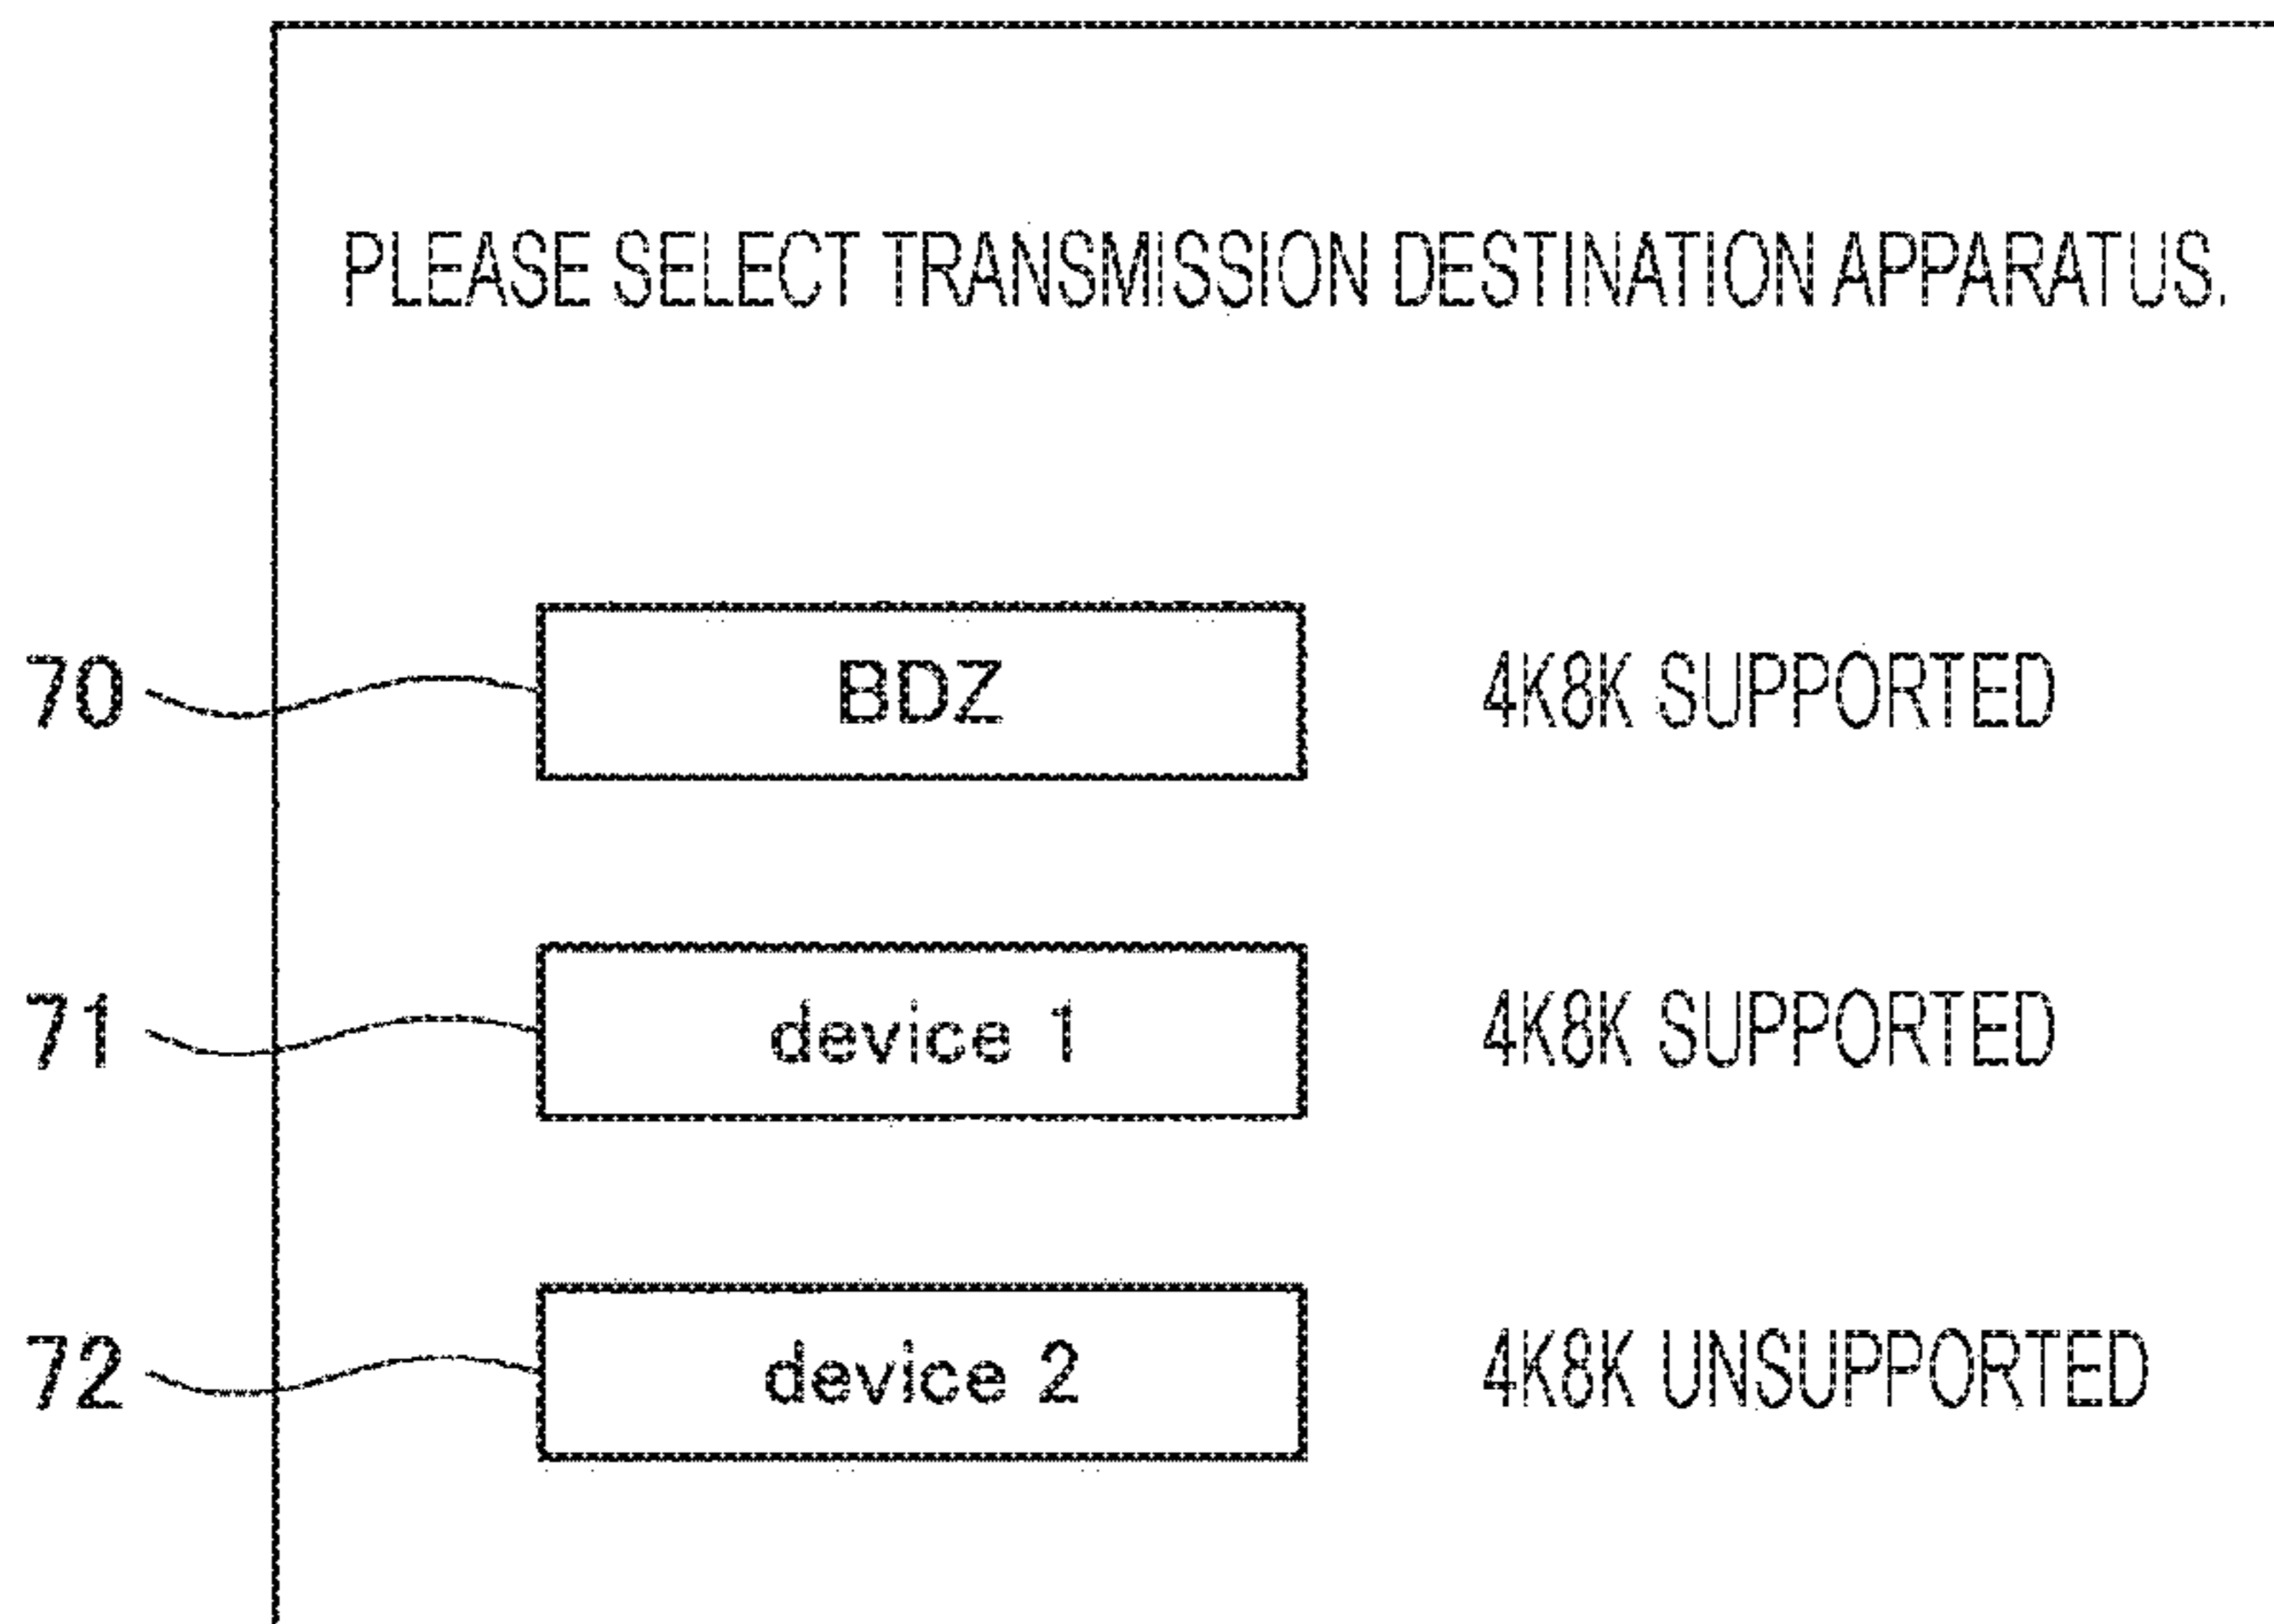 PLEASE SELECT TRANSMISSION DESTINATION APPARATUS.
70 BDZ 4K8K SUPPORTED
71 device 1 4K8K SUPPORTED
72 device 2 4K8K UNSUPPORTED